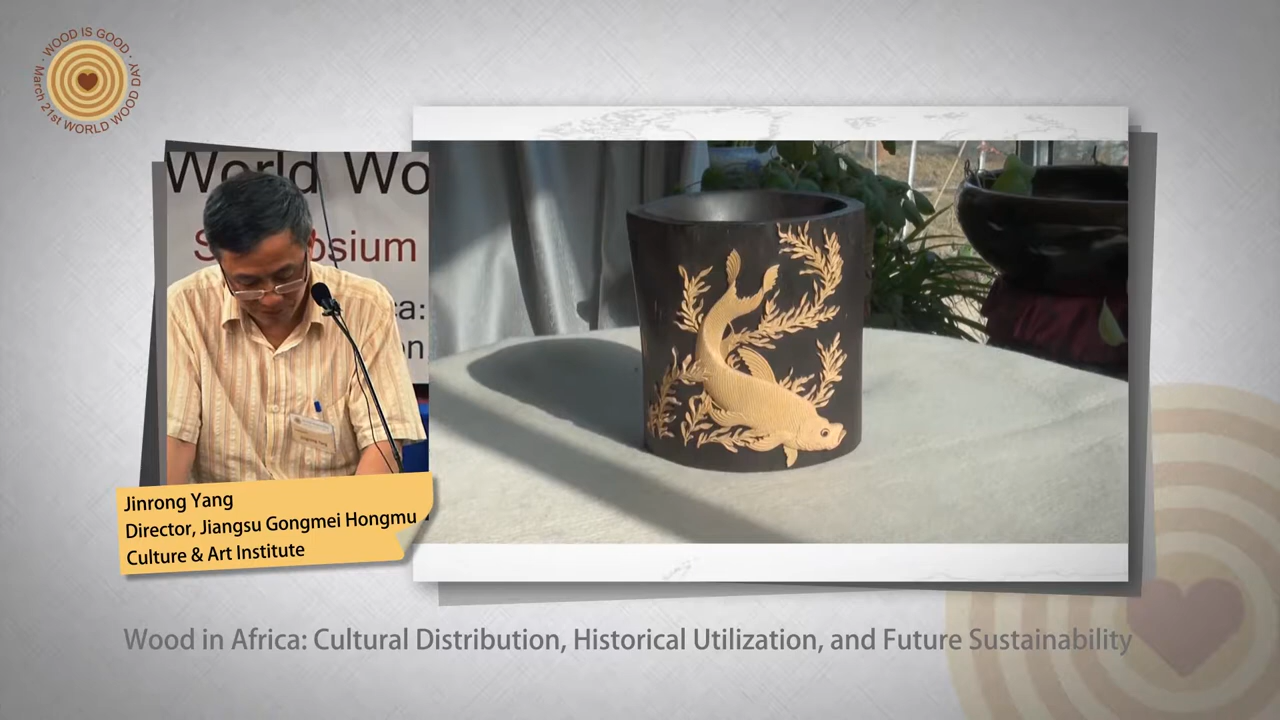 WOOD IS GOOD · March 21st WORLD WOOD DAY ·
World Wo
Jinrong Yang
Director, Jiangsu Gongmei Hongmu
Culture & Art Institute
Wood in Africa: Cultural Distribution, Historical Utilization, and Future Sustainability